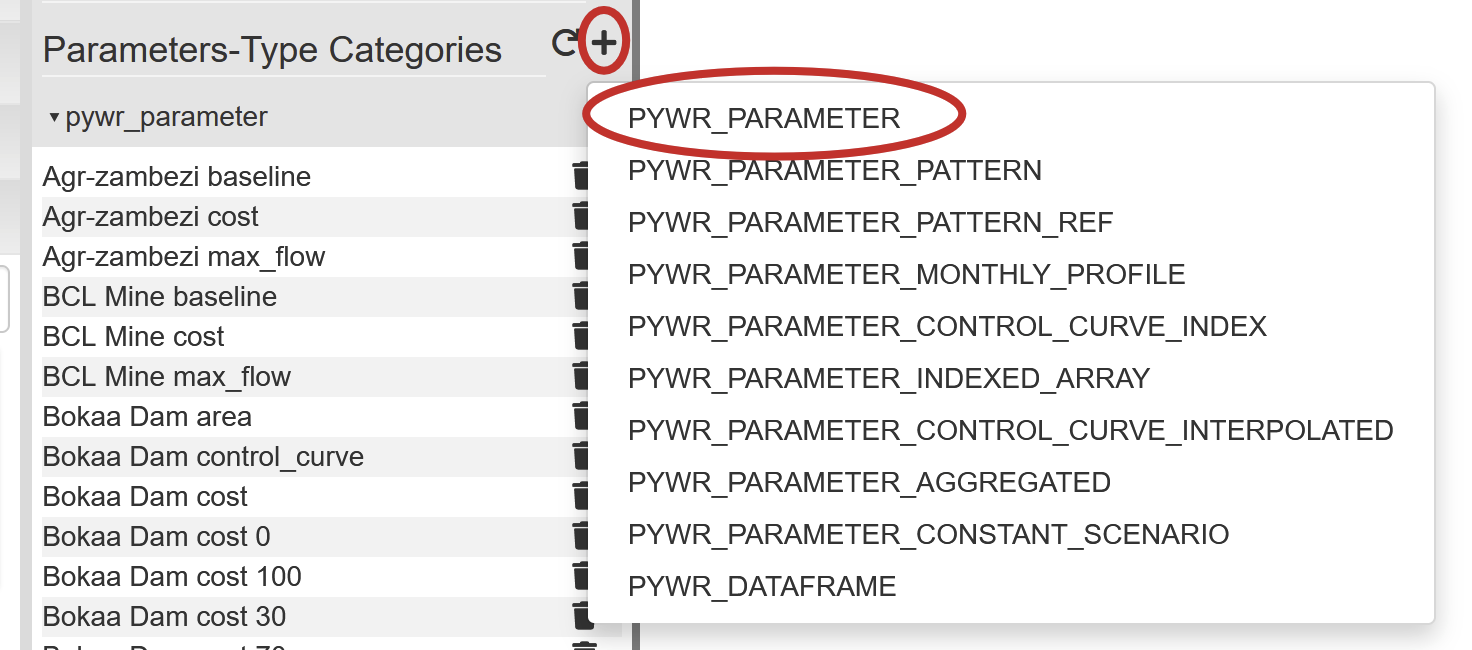 Parameters-Type Categories
pywr_parameter
Agr-zambezi baseline
Agr-zambezi cost
Agr-zambezi max_flow
BCL Mine baseline
BCL Mine cost
BCL Mine max_flow
Bokaa Dam area
Bokaa Dam control_curve
Bokaa Dam cost
Bokaa Dam cost 0
Bokaa Dam cost 100
Bokaa Dam cost 30
PYWR_PARAMETER
PYWR_PARAMETER_PATTERN
PYWR_PARAMETER_PATTERN_REF
PYWR_PARAMETER_MONTHLY_PROFILE
PYWR_PARAMETER_CONTROL_CURVE_INDEX
PYWR_PARAMETER_INDEXED_ARRAY
PYWR_PARAMETER_CONTROL_CURVE_INTERPOLATED
PYWR_PARAMETER_AGGREGATED
PYWR_PARAMETER_CONSTANT_SCENARIO
PYWR_DATAFRAME